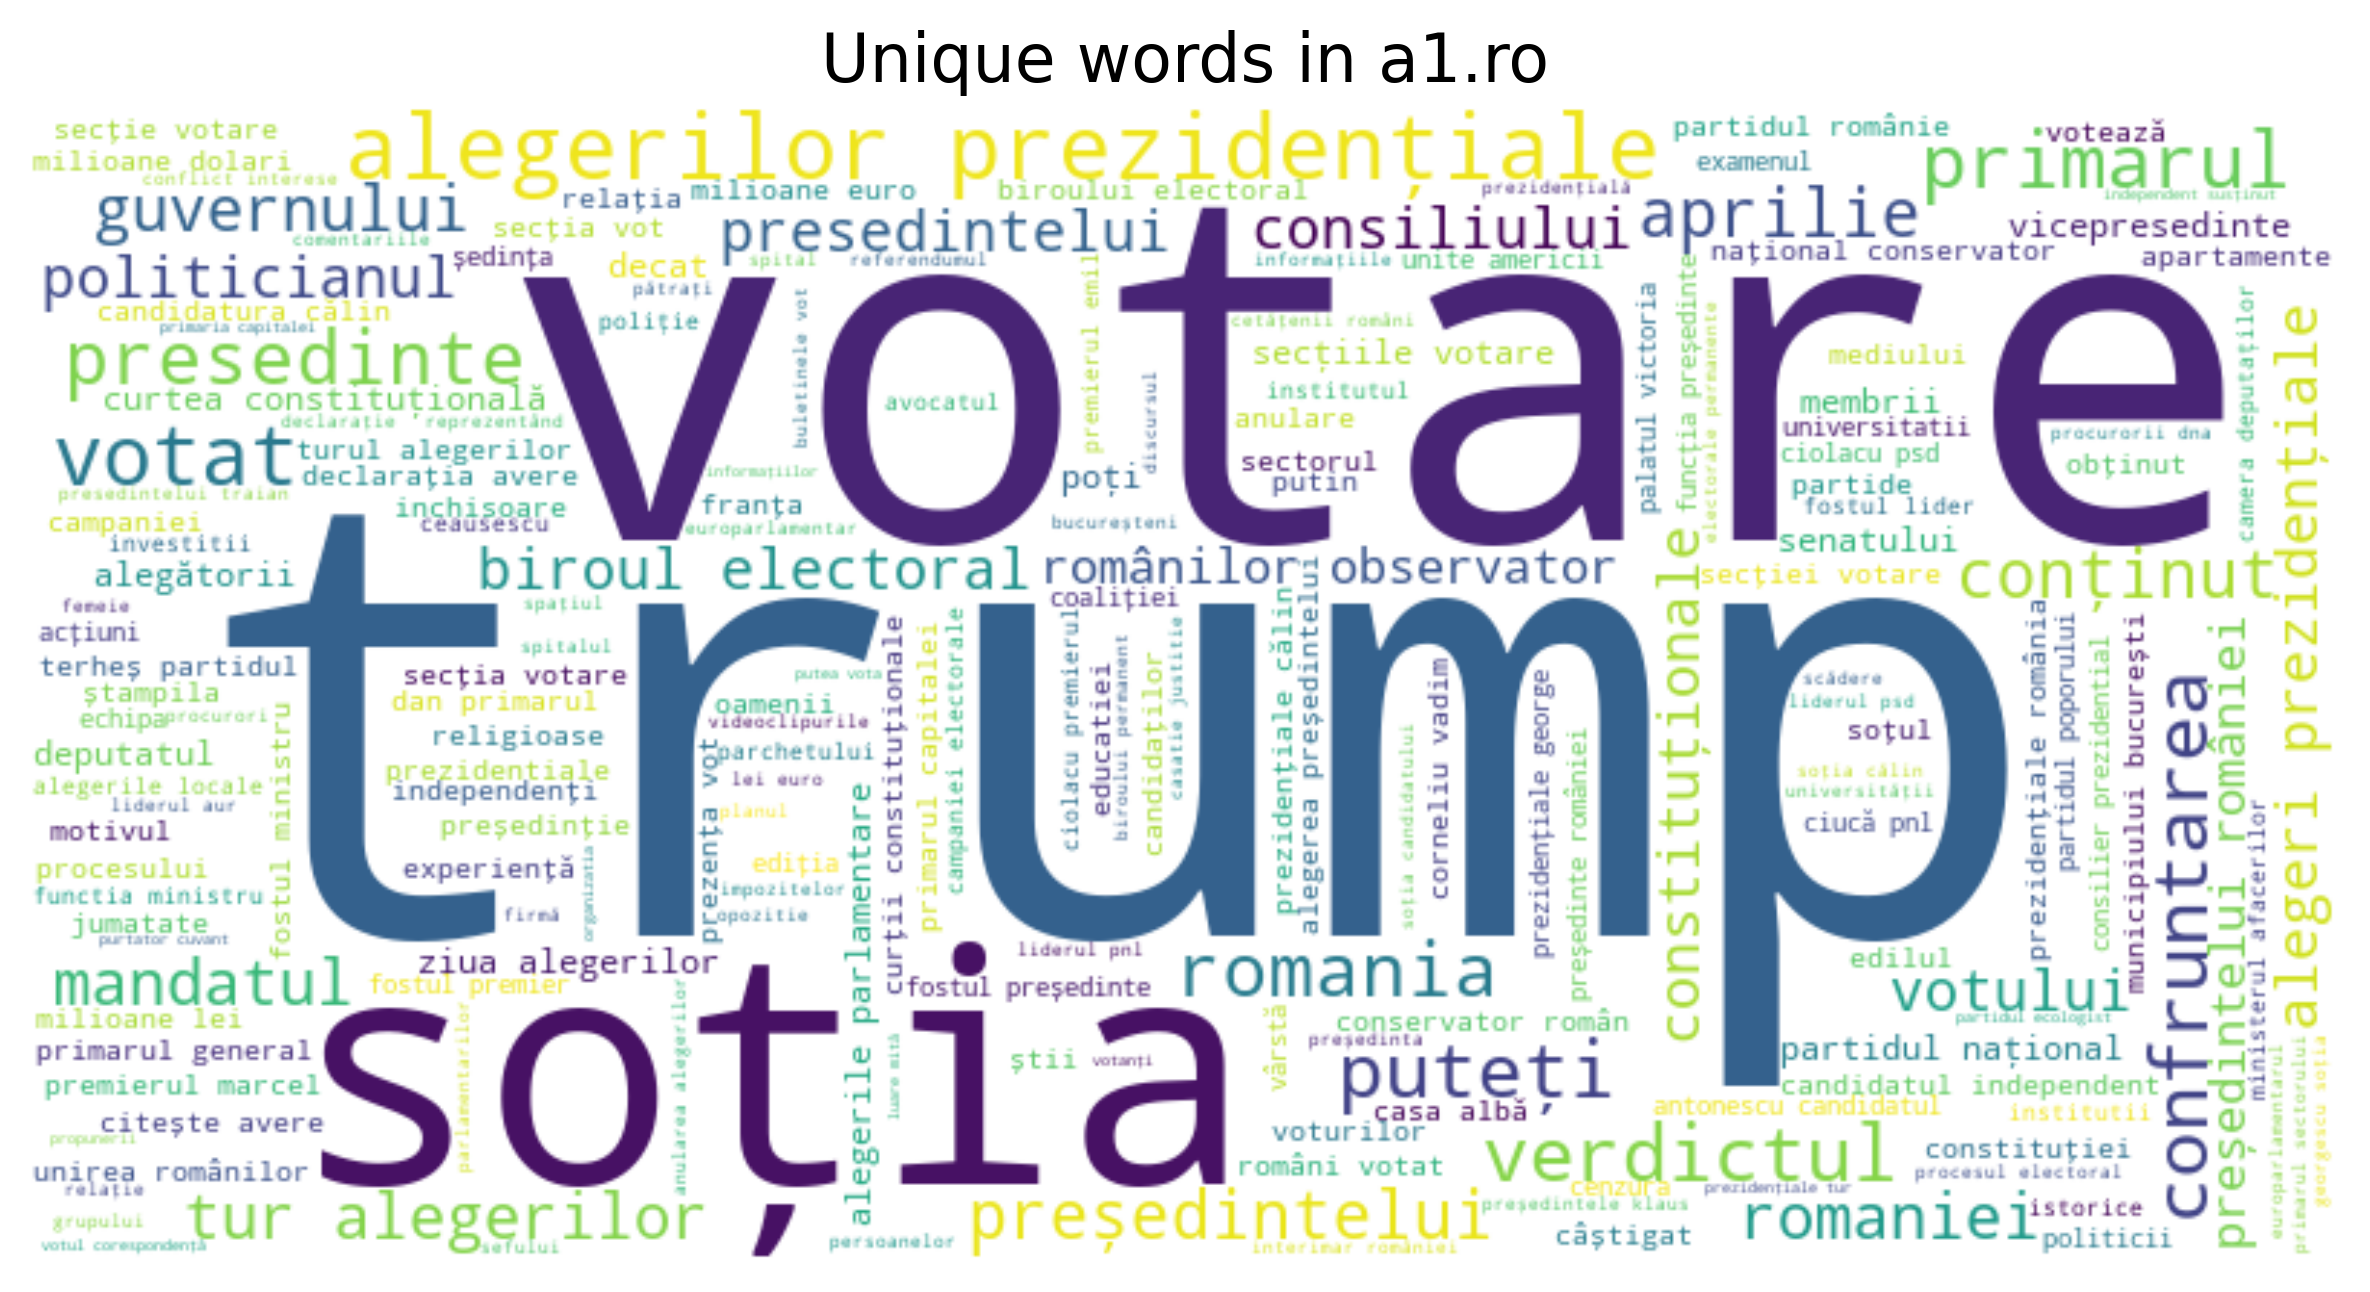 Unique words in a1.ro
secție votare
alegerilor prezidențiale
partidul românie
votează
milioane dolari
examenul
primarul
conflict interese
guvernului
relația
milioane euro
biroului electoral
prezidențială
independent susținut
comentariile
secția vot
presedintelui
consiliului
aprilie
vicepresedinte
politicianul
ședința
decat
spital
referendumul
informațiile
unite americii
național conservator
apartamente
pătrați
candidatura călin
primaria capitalei
poliție
votare
cetățenii români
presedinte
secțiile votare
mediului
curtea constituțională
avocatul
institutul
membrii
declarație 'reprezentând
anulare
universitatii
procurorii dna
votat
turul alegerilor
declarația avere
informațiilor
poți
sectorul
putin
ciolacu psd
obținut
partide
presedintelui traian
inchisoare
franța
fostul lider
campaniei
ceausescu
europarlamentar
bucureșteni
investitii
senatului
alegătorii
biroul electoral
românilor observator
secției votare
continut
buletinele vot
premierul emil
discursul
palatul victoria
funcția președinte
electorale permanente
camera deputaților
alegeri prezidențiale
femeie
spațiul
coaliției
acțiuni
spitalul
trump
terheș partidul
secția votare
putea vota
scădere
ștampila
dan primarul
oamenii
liderul psd
echipa
procurori
videoclipurile
soțul
religioase
deputatul
parchetului
prezidentiale
lei euro
soția călin
alegerile locale
independenți
universității
liderul aur
planul
motivul
președinție
ciucă pnl
procesului
experiență
ediția
functia ministru
impozitelor
jumatate
firmă
opozitie
purtator cuvant
fostul ministru
organizatia
prezența vot
alegerile parlamentare
curții constituționale
primarul capitalei
campaniei electorale
ciolacu premierul
educatiei
biroului permanent
candidaților
casatie justitie
prezidențiale călin
alegerea președintelui
soția candidatului
corneliu vadim
prezidențiale george
președinte româniei
constituționale
prezidențiale românia
partidul poporului
consilier prezidential `
municipiului bucurești
confruntarea
președintelui româniei
ministerul afacerilor
ziua alegerilor
liderul pnl
edilul
mandatul
fostul premier
fostul președinte
romania
votului
milioane lei
soția
conservator român
partidul ecologist
primarul general
știi
votanți
președinta
partidul național
premierul marcel
puteți
candidatul independent
citește avere
casa albă
antonescu candidatul
institutii
propunerii
voturilor
constituției
unirea românilor
români votat
verdictul
procesul electoral
relație
cenzura
prezidențiale tur
grupului
tur alegerilor
președintelui
președintele klaus
romaniei
istorice
votul corespondență
sefului
persoanelor
interimar româniei
câștigat
politicii
parlamentarilor
anularea alegerilor
luare mită
vârstă
europarlamentarul
primarul sectorului
georgescu soția